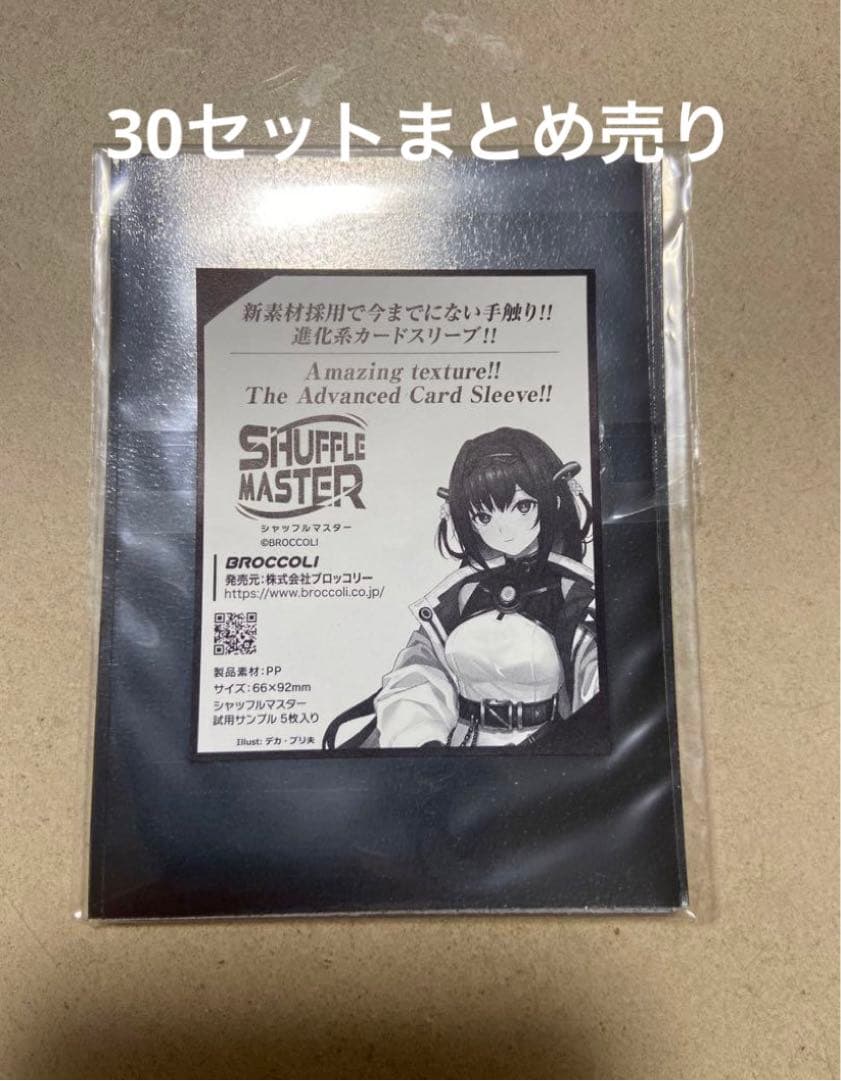 30セットまとめ売り
新素材採用で今までにない手触り!!
進化系カードスリーブ!!
Amazing texture!!
The Advanced Card Sleeve!!
SHUFFLE
MASTER
シャッフルマスター
©BROCCOLI
BROCCOLI
発売元:株式会社ブロッコリー
https://www.broccoli.co.jp/
製品素材:PP
サイズ:66×92mm
シャッフルマスター
試用サンプル 5枚入り
Illust: デカ・プリ夫